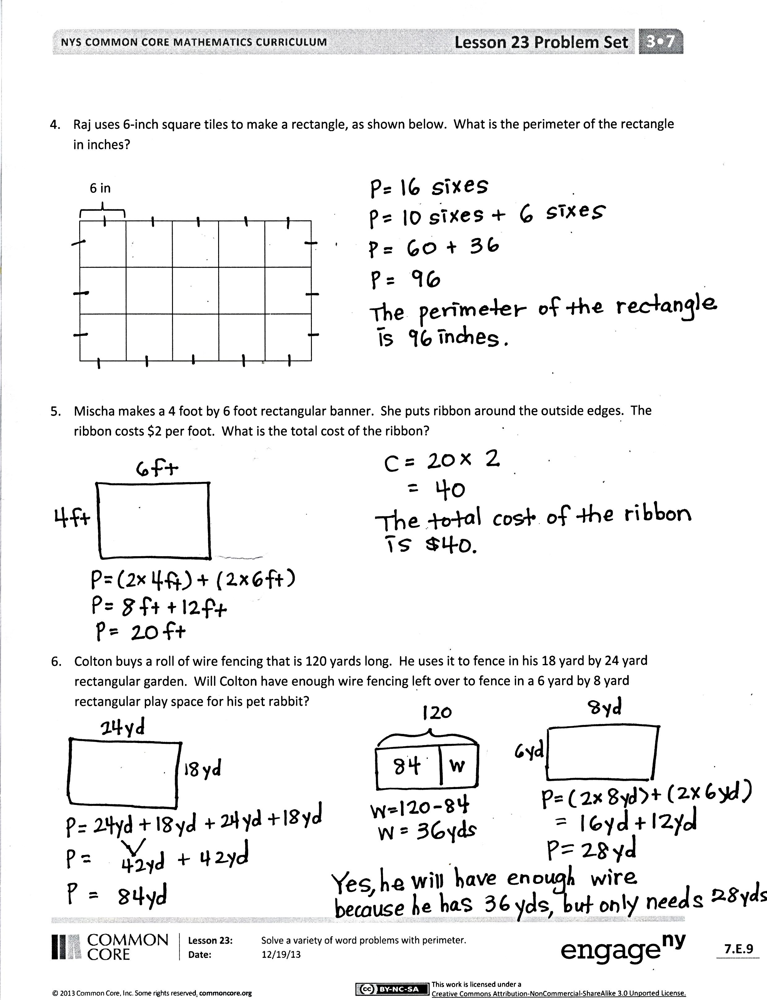 NYS COMMON CORE MATHEMATICS CURRICULUM
Lesson 23 Problem Set
3•7
4. Raj uses 6-inch square tiles to make a rectangle, as shown below. What is the perimeter of the rectangle
in inches?
6 in
P= 16 sixes
P= 10 sixes + 6 sixes
P= 60 + 36
P= 96
The perimeter of the rectangle
is 96 inches.
5. Mischa makes a 4 foot by 6 foot rectangular banner. She puts ribbon around the outside edges. The
ribbon costs $2 per foot. What is the total cost of the ribbon?
6ft
4ft
P=(2x4ft)+(2x6ft)
P= 8ft+12ft
P= 20ft
C= 20x2
= 40
The total cost of the ribbon
is $40.
6. Colton buys a roll of wire fencing that is 120 yards long. He uses it to fence in his 18 yard by 24 yard
rectangular garden. Will Colton have enough wire fencing left over to fence in a 6 yard by 8 yard
rectangular play space for his pet rabbit?
24yd
18yd
P=24yd+18yd+24yd+18yd
P= 42yd + 42yd
P = 84yd
120
84 W
W=120-84
W=36yds
8yd
6yd
P=(2x8yd)+(2x6yd)
= 16yd+12yd
P=28yd
Yes, he will have enough wire
because he has 36yds, but only needs 28yds
COMMON
CORE
Lesson 23: Solve a variety of word problems with perimeter.
Date: 12/19/13
engage ny
7.E.9
© 2013 Common Core, Inc. Some rights reserved. commoncore.org
cc BY-NC-SA
This work is licensed under a
Creative Commons Attribution-NonCommercial-ShareAlike 3.0 Unported License.